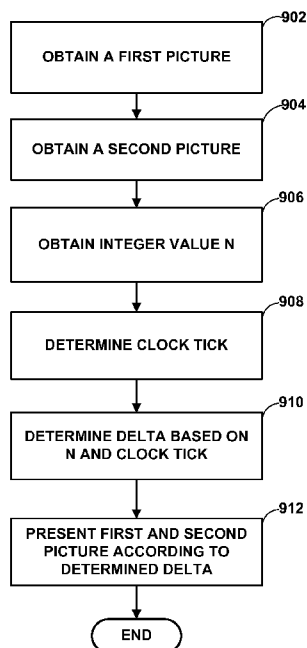 902
OBTAIN A FIRST PICTURE
904
OBTAIN A SECOND PICTURE
906
OBTAIN INTEGER VALUE N
908
DETERMINE CLOCK TICK
910
DETERMINE DELTA BASED ON
N AND CLOCK TICK
912
PRESENT FIRST AND SECOND
PICTURE ACCORDING TO
DETERMINED DELTA
END